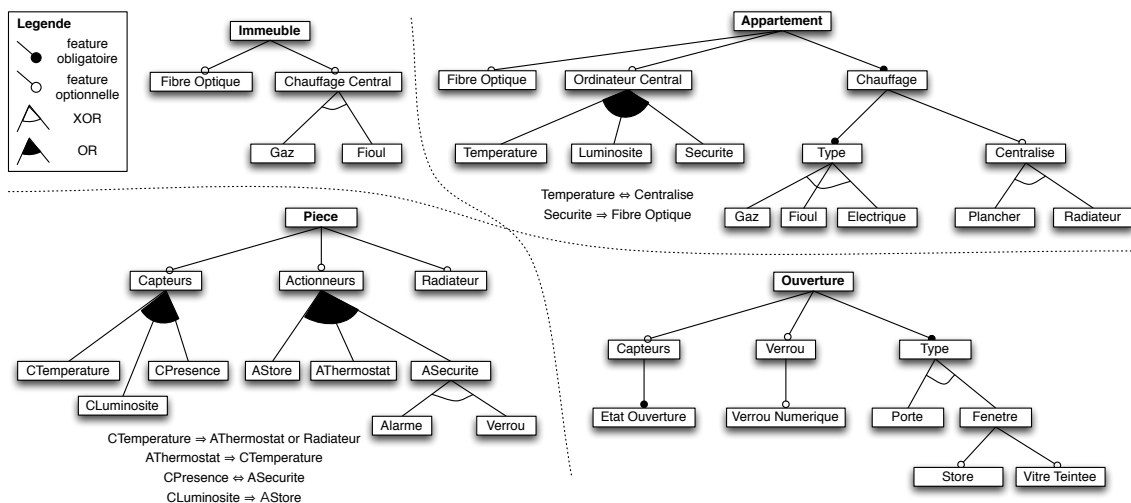 Legende
feature
obligatoire
feature
optionnelle
XOR
OR
Immeuble
Fibre Optique
Chauffage Central
Gaz
Fioul
Appartement
Fibre Optique
Ordinateur Central
Chauffage
Temperature
Luminosite
Securite
Type
Centralise
Gaz
Fioul
Electrique
Plancher
Radiateur
Temperature ⇔ Centralise
Securite ⇒ Fibre Optique
Piece
Capteurs
Actionneurs
Radiateur
CTemperature
CPresence
AStore
AThermostat
ASecurite
CLuminosite
Alarme
Verrou
CTemperature ⇒ AThermostat or Radiateur
AThermostat ⇒ CTemperature
CPresence ⇔ ASecurite
CLuminosite ⇒ AStore
Ouverture
Capteurs
Verrou
Type
Etat Ouverture
Verrou Numerique
Porte
Fenetre
Store
Vitre Teintee